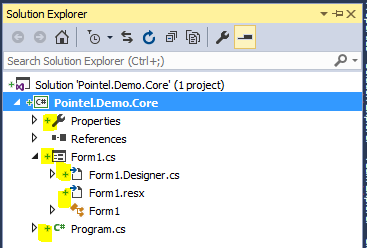 Solution Explorer
Search Solution Explorer (Ctrl+;)
Solution 'Pointel.Demo.Core' (1 project)
C# Pointel.Demo.Core
Properties
References
Form1.cs
Form1.Designer.cs
Form1.resx
Form1
C# Program.cs